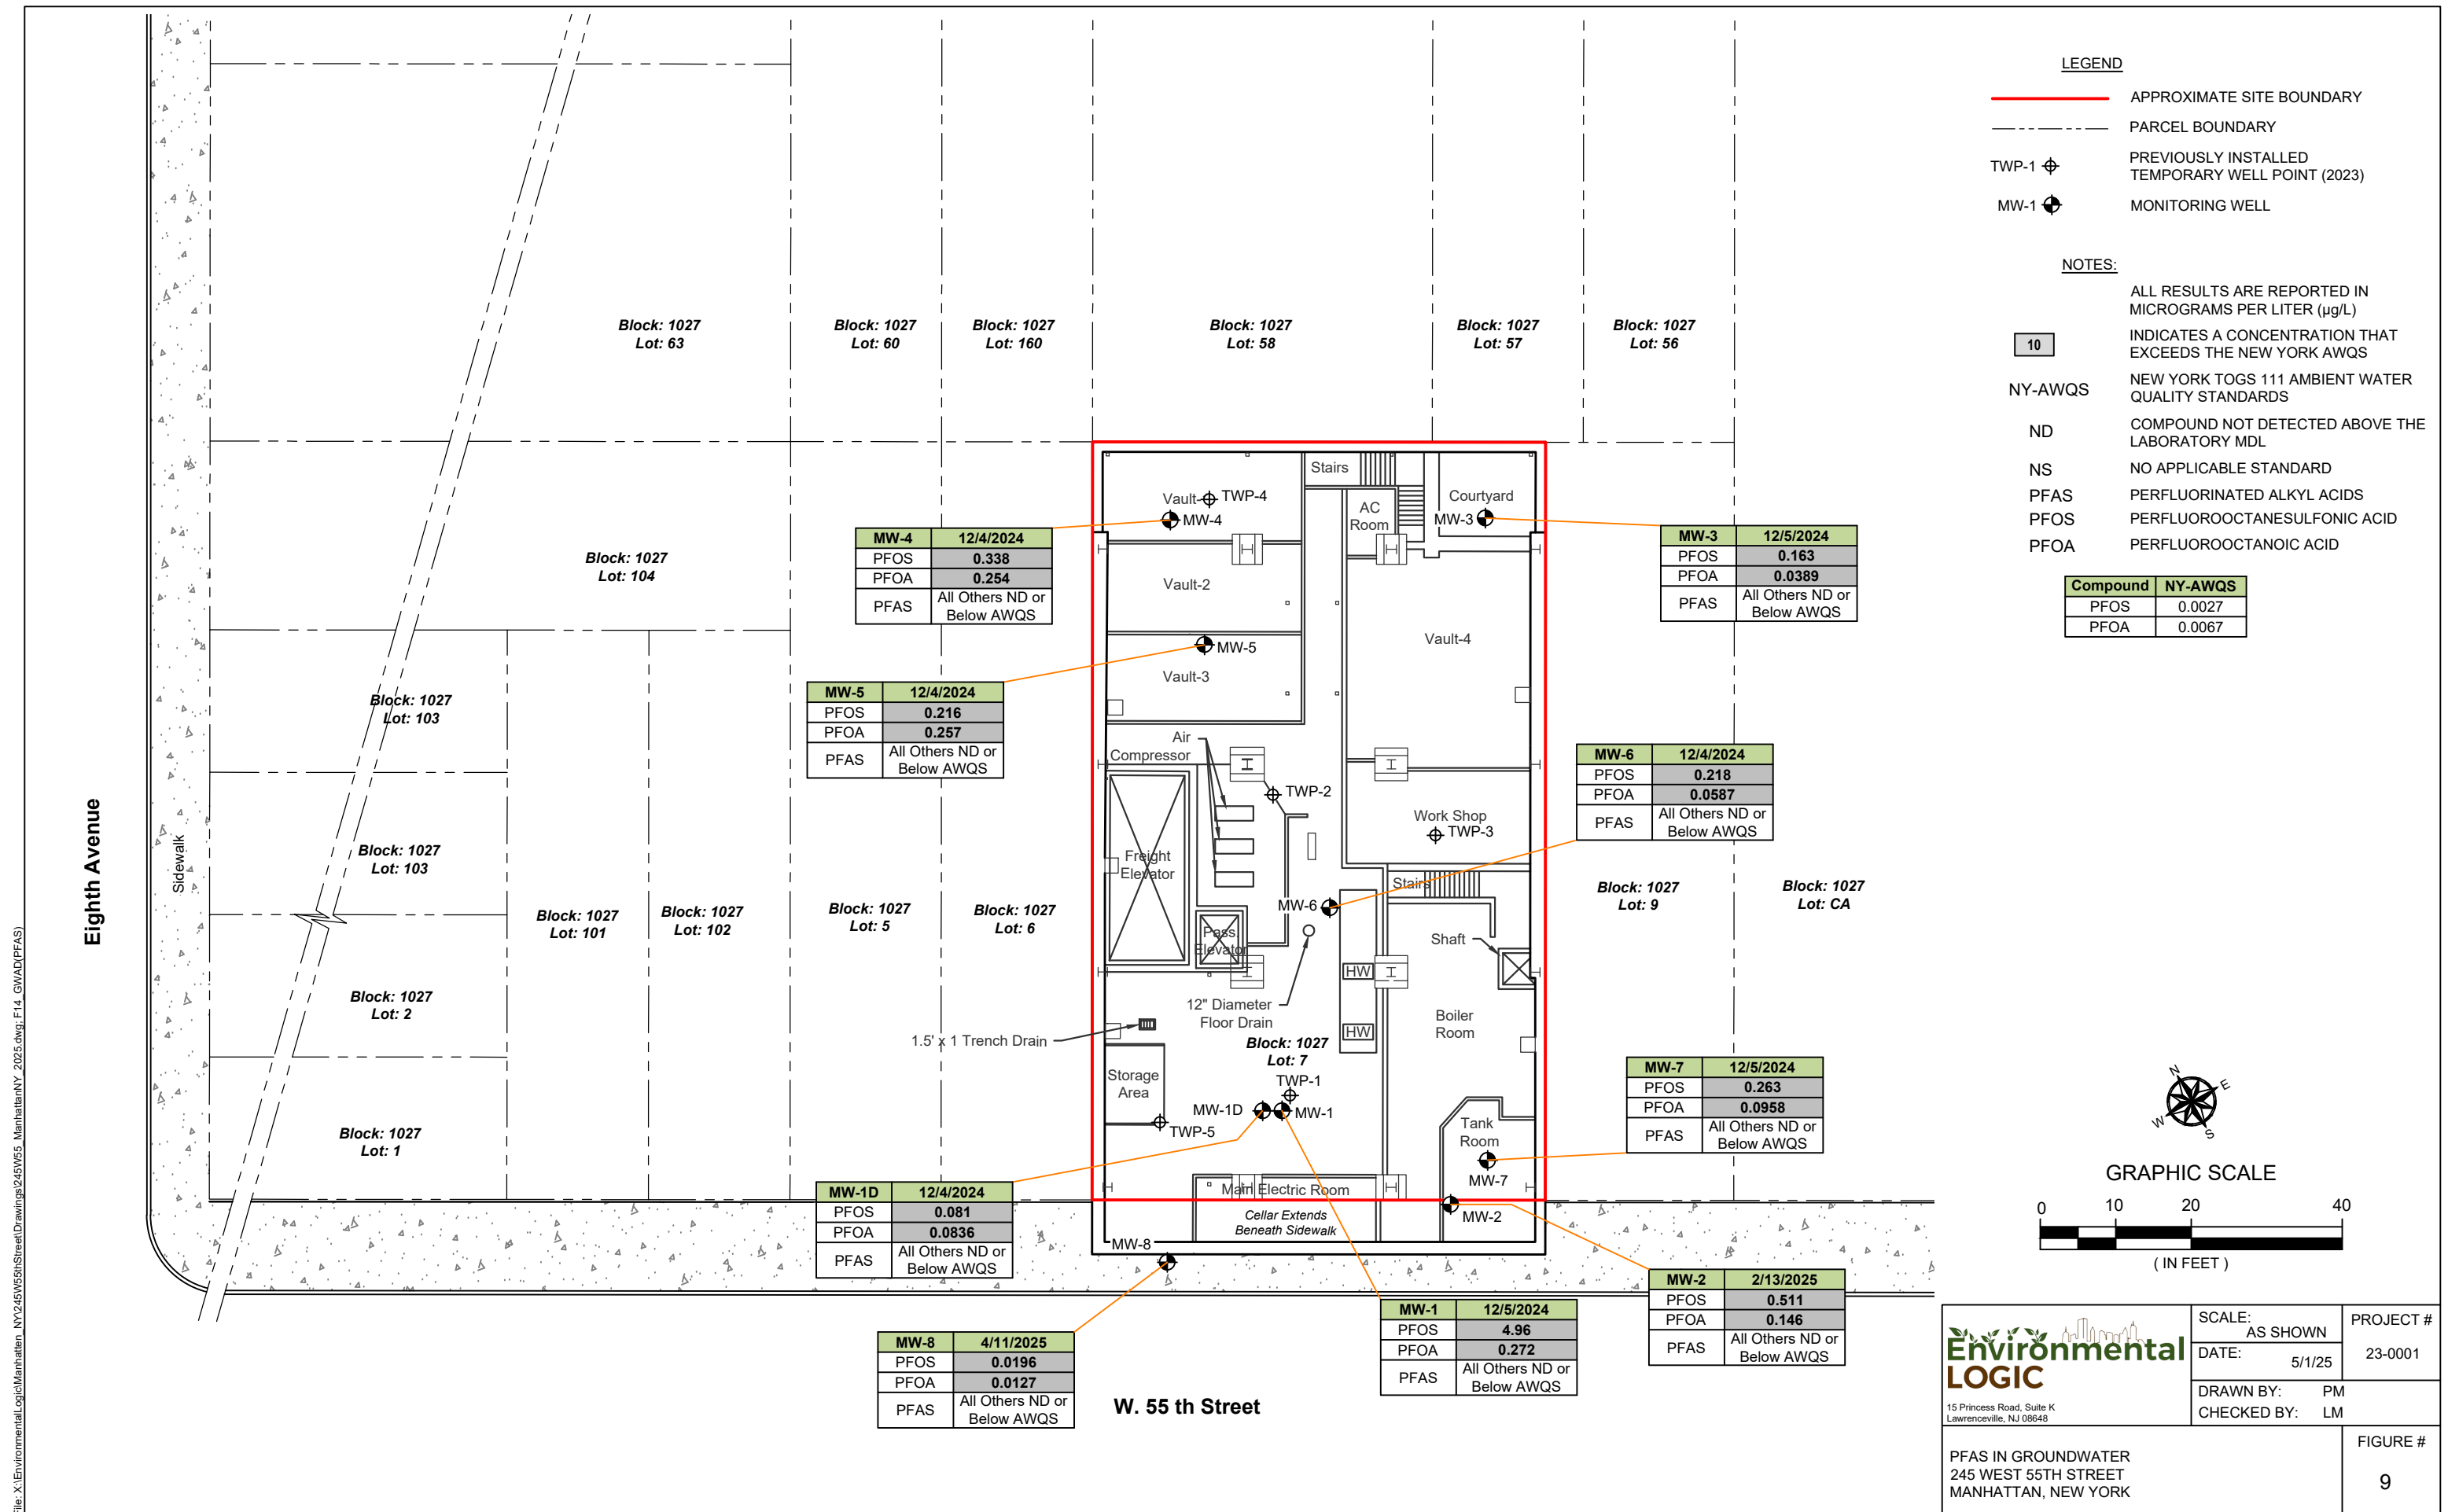 LEGEND
APPROXIMATE SITE BOUNDARY
PARCEL BOUNDARY
TWP-1
PREVIOUSLY INSTALLED
TEMPORARY WELL POINT (2023)
MW-1
MONITORING WELL
NOTES:
ALL RESULTS ARE REPORTED IN
MICROGRAMS PER LITER (µg/L)
10
INDICATES A CONCENTRATION THAT
EXCEEDS THE NEW YORK AWQS
NY-AWQS
NEW YORK TOGS 111 AMBIENT WATER
QUALITY STANDARDS
ND
COMPOUND NOT DETECTED ABOVE THE
LABORATORY MDL
NS
NO APPLICABLE STANDARD
PFAS
PERFLUORINATED ALKYL ACIDS
PFOS
PERFLUOROOCTANESULFONIC ACID
PFOA
PERFLUOROOCTANOIC ACID
Compound NY-AWQS
PFOS 0.0027
PFOA 0.0067
Block: 1027
Lot: 63
Block: 1027
Lot: 60
Block: 1027
Lot: 160
Block: 1027
Lot: 58
Block: 1027
Lot: 57
Block: 1027
Lot: 56
Block: 1027
Lot: 104
Block: 1027
Lot: 103
Block: 1027
Lot: 103
Block: 1027
Lot: 101
Block: 1027
Lot: 102
Block: 1027
Lot: 5
Block: 1027
Lot: 6
Block: 1027
Lot: 9
Block: 1027
Lot: CA
Block: 1027
Lot: 2
Block: 1027
Lot: 1
Eighth Avenue
Sidewalk
Stairs
Vault-
TWP-4
MW-4
AC
Room
Courtyard
MW-3
Vault-2
Vault-4
MW-5
Vault-3
Air
Compressor
TWP-2
Work Shop
TWP-3
Freight
Elevator
Stairs
MW-6
Pass.
Elevator
Shaft
HW
12" Diameter
Floor Drain
HW
Boiler
Room
1.5' x 1 Trench Drain
Block: 1027
Lot: 7
Storage
Area
TWP-1
MW-1D
MW-1
TWP-5
Tank
Room
MW-7
Main Electric Room
MW-2
Cellar Extends
Beneath Sidewalk
MW-8
MW-4 12/4/2024
PFOS 0.338
PFOA 0.254
PFAS All Others ND or
Below AWQS
MW-3 12/5/2024
PFOS 0.163
PFOA 0.0389
PFAS All Others ND or
Below AWQS
MW-5 12/4/2024
PFOS 0.216
PFOA 0.257
PFAS All Others ND or
Below AWQS
MW-6 12/4/2024
PFOS 0.218
PFOA 0.0587
PFAS All Others ND or
Below AWQS
MW-7 12/5/2024
PFOS 0.263
PFOA 0.0958
PFAS All Others ND or
Below AWQS
MW-1D 12/4/2024
PFOS 0.081
PFOA 0.0836
PFAS All Others ND or
Below AWQS
MW-2 2/13/2025
PFOS 0.511
PFOA 0.146
PFAS All Others ND or
Below AWQS
MW-1 12/5/2024
PFOS 4.96
PFOA 0.272
PFAS All Others ND or
Below AWQS
MW-8 4/11/2025
PFOS 0.0196
PFOA 0.0127
PFAS All Others ND or
Below AWQS
W. 55 th Street
N
E
W
S
GRAPHIC SCALE
0 10 20 40
( IN FEET )
Environmental
LOGIC
15 Princess Road, Suite K
Lawrenceville, NJ 08648
SCALE:
AS SHOWN
DATE:
5/1/25
PROJECT #
23-0001
DRAWN BY: PM
CHECKED BY: LM
PFAS IN GROUNDWATER
245 WEST 55TH STREET
MANHATTAN, NEW YORK
FIGURE #
9
File: X:\EnvironmentalLogic\Manhatten_NY\245W55thStreet\Drawings\245W55_ManhattanNY_2025.dwg; F14_GWAD(PFAS)